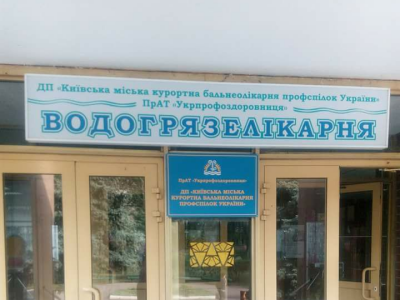 ДП «Київська міська курортна бальнеолікарня профспілок України»
ПрАТ «Укрпрофоздоровниця»
ВОДОГРЯЗЕЛІКАРНЯ
ПрАТ «Укрпрофоздоровниця»
ДП «КИЇВСЬКА МІСЬКА
КУРОРТНА БАЛЬНЕОЛІКАРНЯ
ПРОФСПІЛОК УКРАЇНИ»